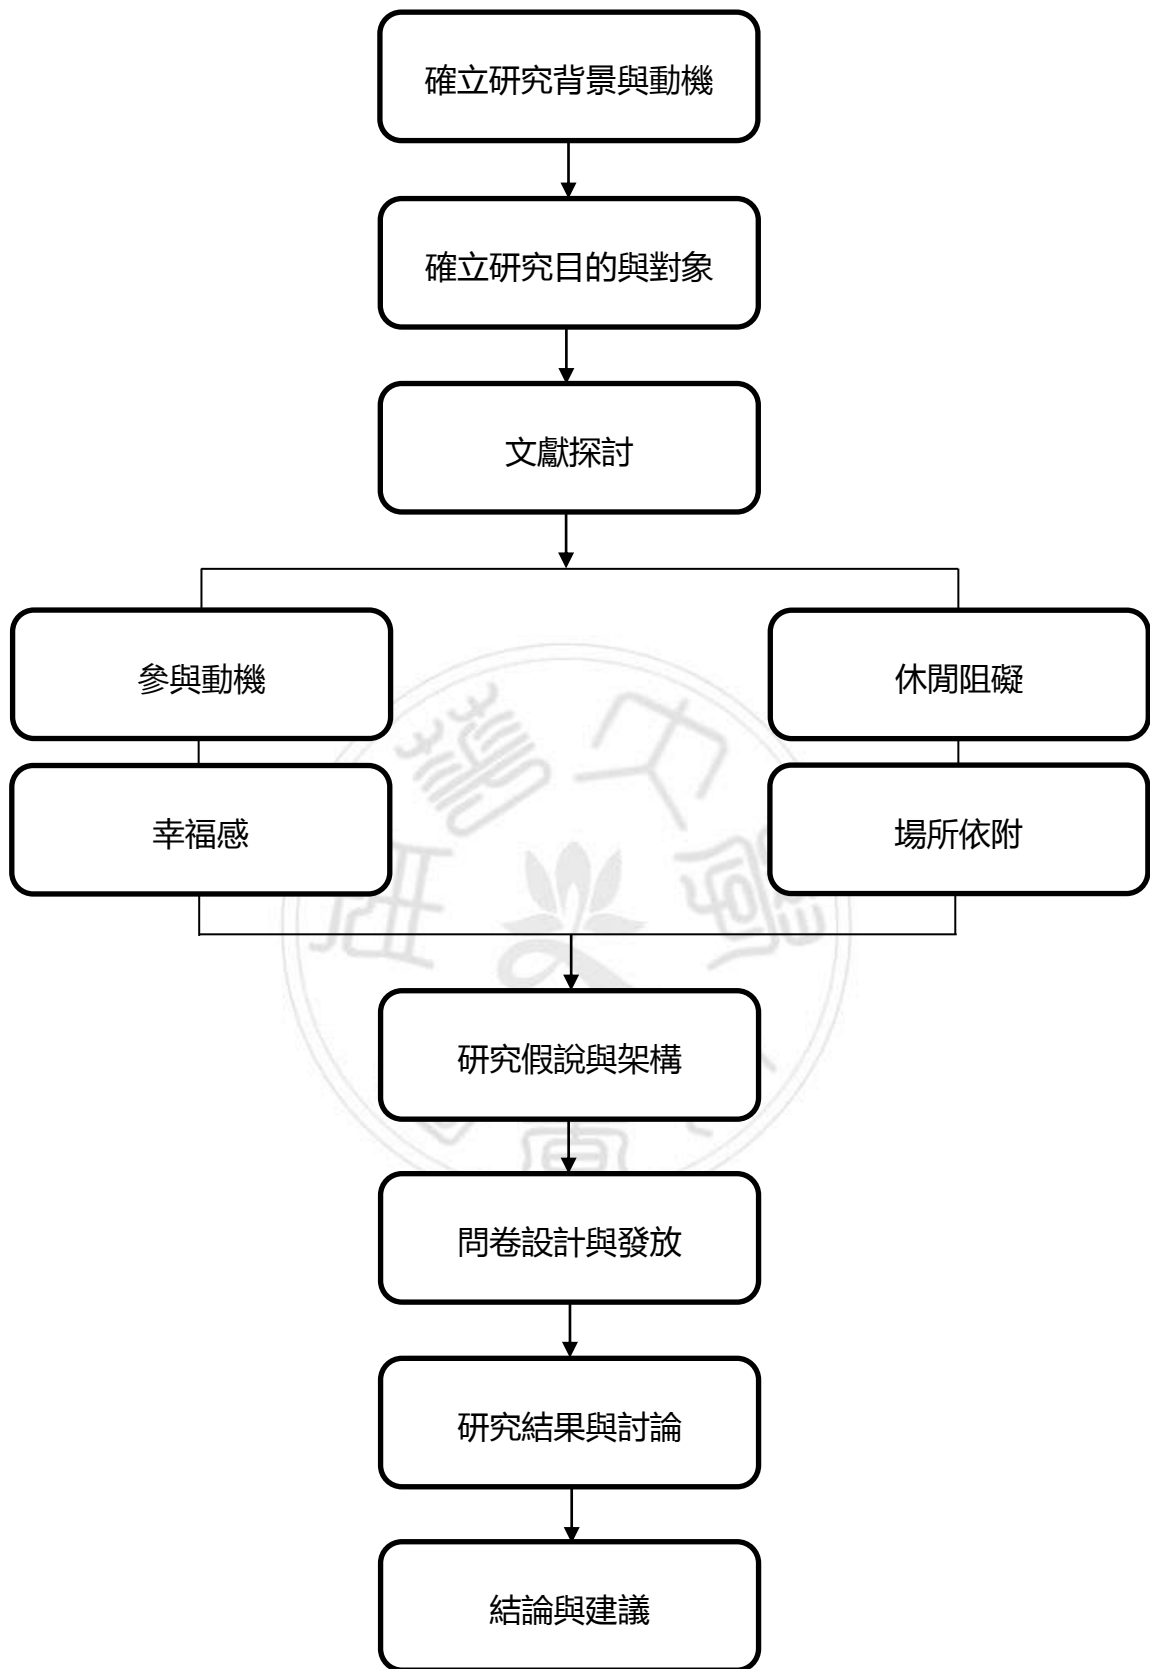 確立研究背景與動機
確立研究目的與對象
文獻探討
參與動機
休閒阻礙
幸福感
場所依附
研究假說與架構
問卷設計與發放
研究結果與討論
結論與建議